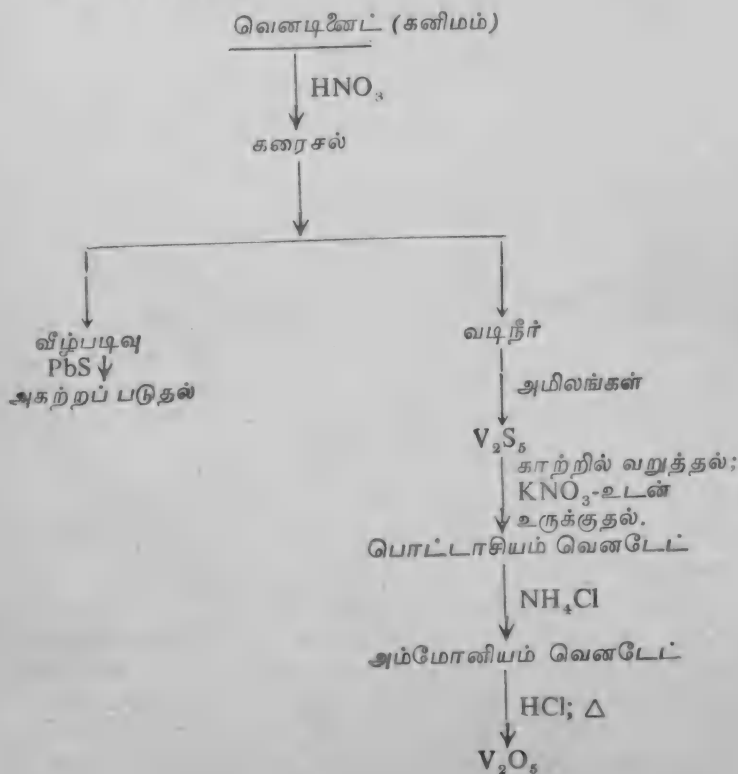 வெனடினைட் (கனிமம்)
HNO₃
கரைசல்
வீழ்படிவு
PbS ↓
அகற்றப் படுதல்
வடிநீர்
அமிலங்கள்
V₂S₅
காற்றில் வறுத்தல்;
KNO₃-உடன்
உருக்குதல்.
பொட்டாசியம் வெனடேட்
NH₄Cl
அம்மோனியம் வெனடேட்
HCl; △
V₂O₅